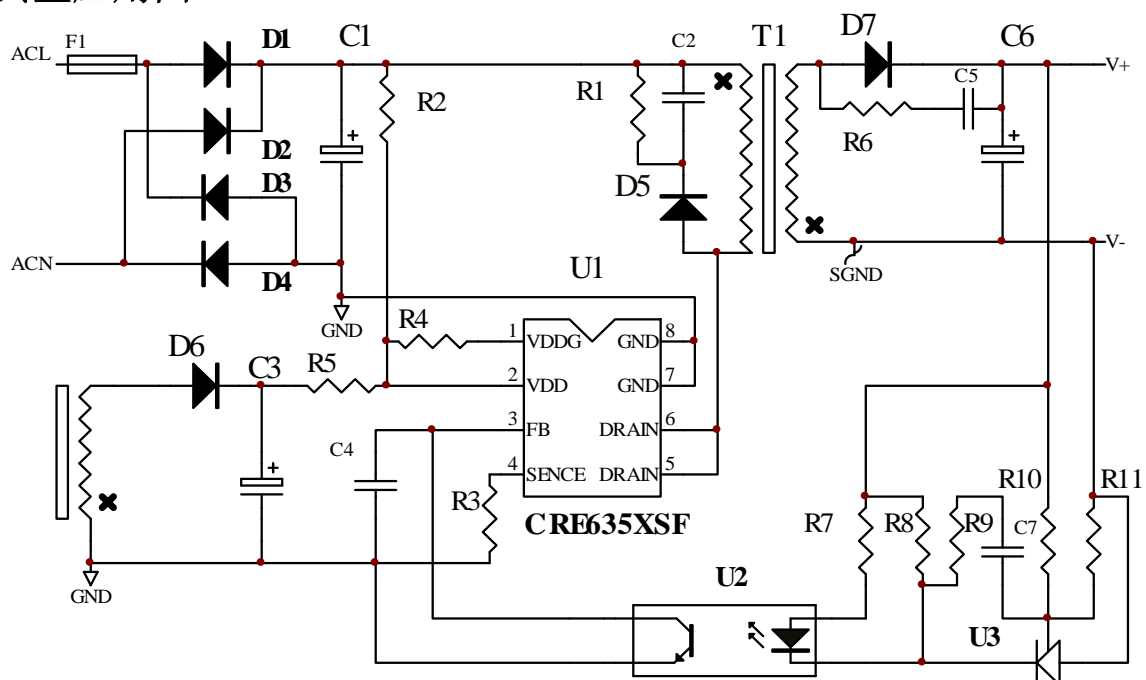 ACL
F1
D1
C1
C2
T1
D7
C6
V+
R2
R1
C5
R6
D2
D3
D5
ACN
D4
SGND
V-
GND
U1
R4
1
VDDG
GND
8
D6
C3
R5
2
VDD
GND
7
3
FB
DRAIN
6
C4
4
SENCE
DRAIN
5
R3
CRE635XSF
R7
R8
R9
C7
R10
R11
GND
U2
U3